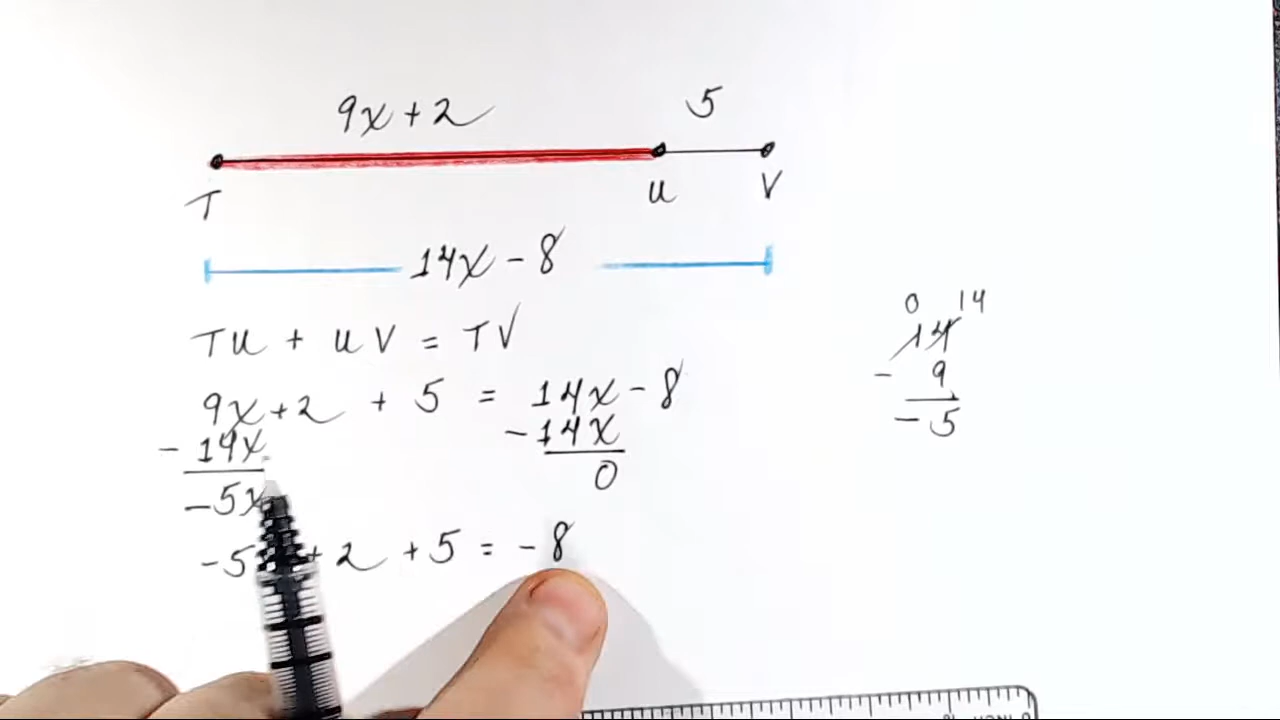 9x+2 5
T U V
14x - 8
TU + UV = TV
9x+2 + 5 = 14x - 8
- 14x - 14x
- 5x 0
+ 2 + 5 = - 8
0 14
14
- 9
- 5